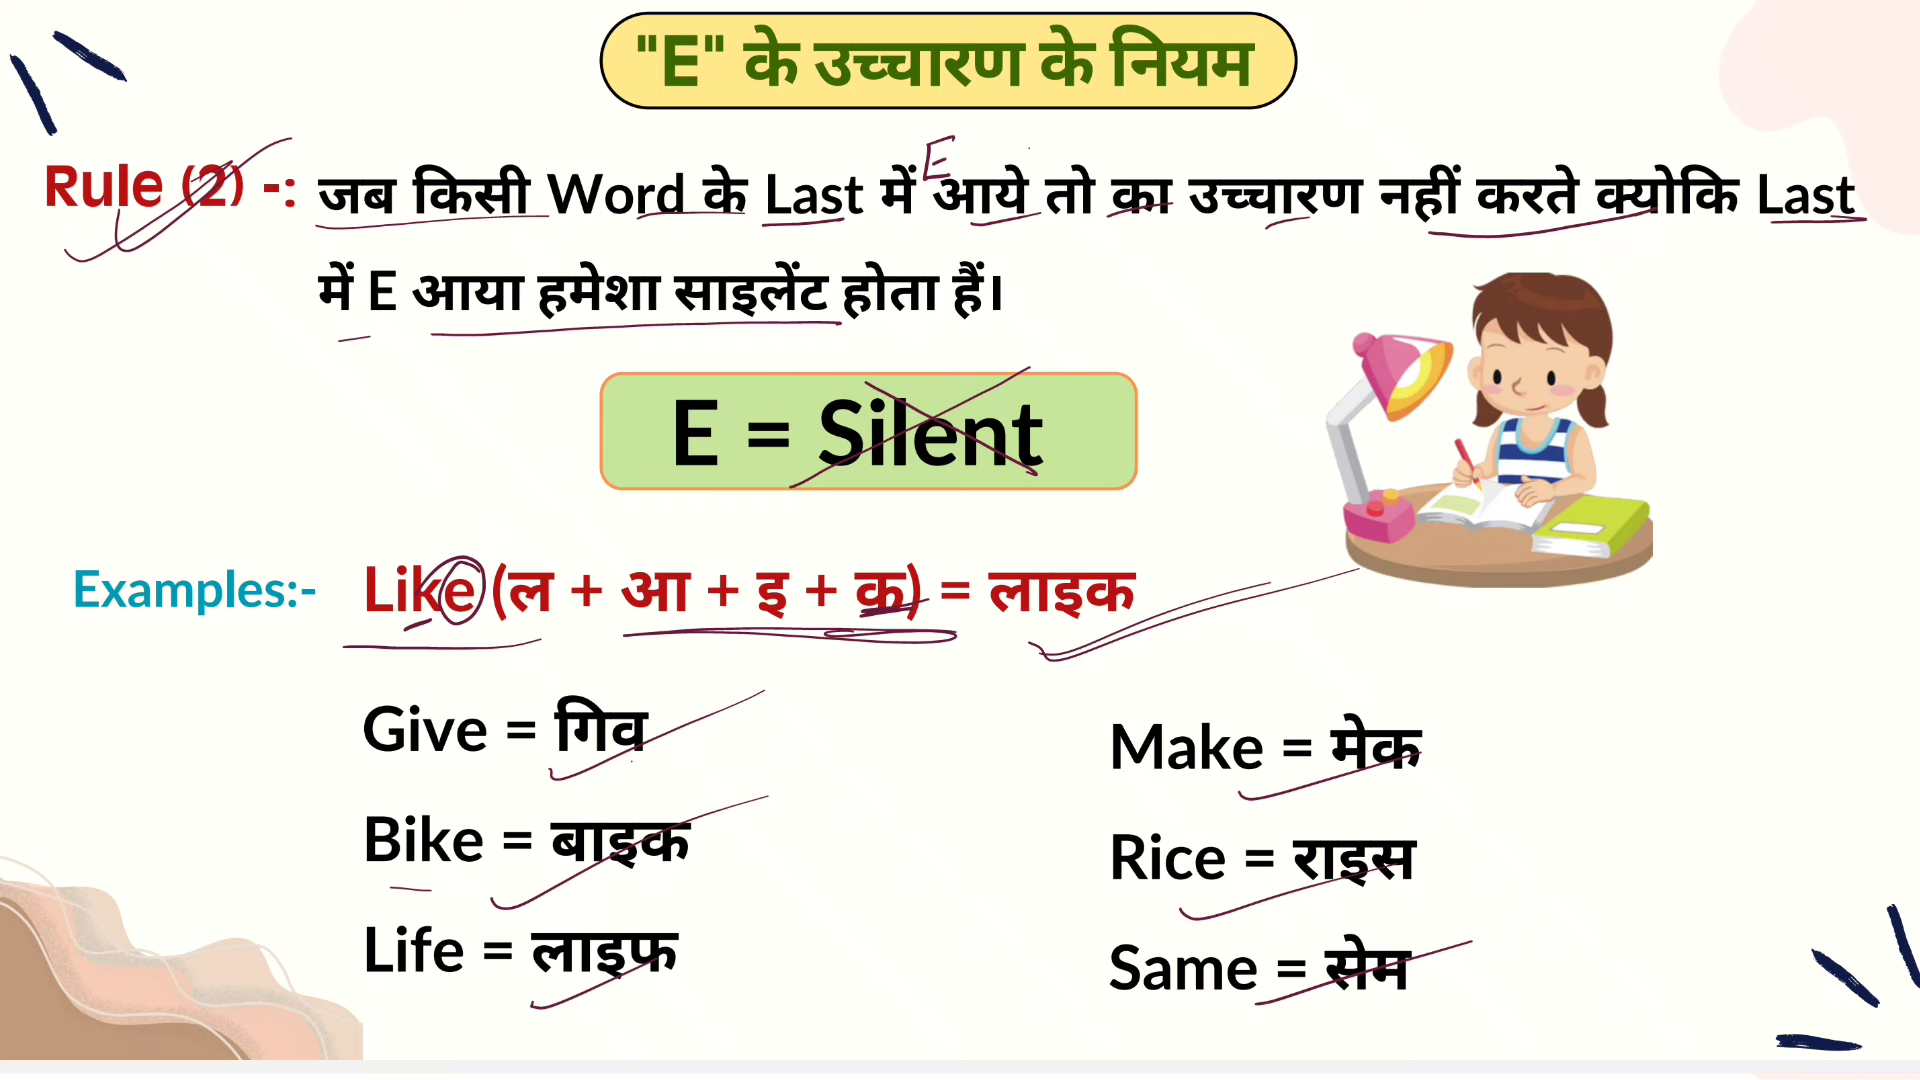 "E" के उच्चारण के नियम
E
Rule (2) -: जब किसी Word के Last में आये तो का उच्चारण नहीं करते क्योकि Last
में E आया हमेशा साइलेंट होता हैं।
E = Silent
Examples:- Like (ल + आ + इ + क) = लाइक
Give = गिव
Make = मेक
Bike = बाइक
Rice = राइस
Life = लाइफ
Same = सेम